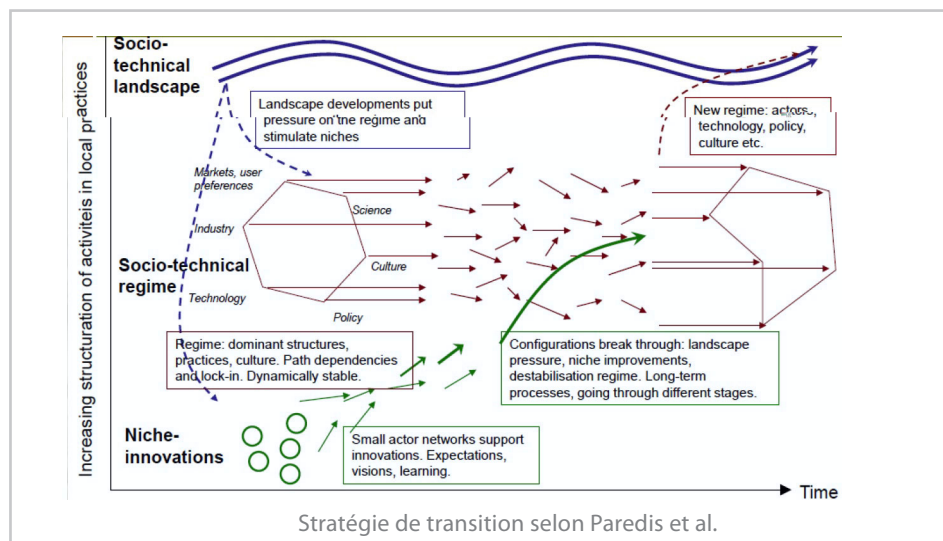 Increasing structuration of activiteis in local practices
Socio-
technical
landscape
Landscape developments put
pressure on the regime and
stimulate niches
New regime: actors,
technology, policy,
culture etc.
Markets, user
preferences
Science
Industry
Culture
Socio-technical
regime
Technology
Policy
Regime: dominant structures,
practices, culture. Path dependencies
and lock-in. Dynamically stable.
Configurations break through: landscape
pressure, niche improvements,
destabilisation regime. Long-term
processes, going through different stages.
Niche-
innovations
Small actor networks support
innovations. Expectations,
visions, learning.
Time
Stratégie de transition selon Paredis et al.